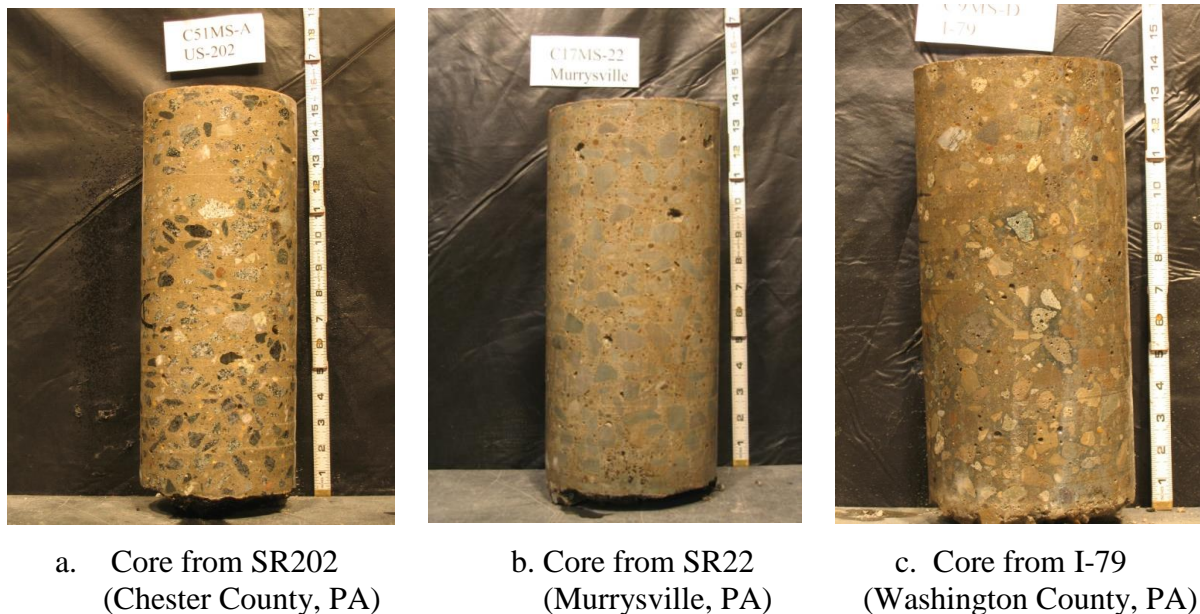 C51MS-A
US-202
C17MS-22
Murrysville
C9MS-D
I-79
a. Core from SR202
(Chester County, PA)
b. Core from SR22
(Murrysville, PA)
c. Core from I-79
(Washington County, PA)